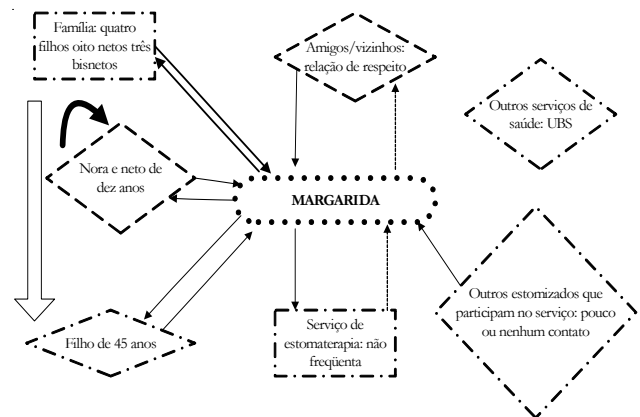 Família: quatro
filhos oito netos três
bisnetos
Amigos/vizinhos:
relação de respeito
Outros serviços de
saúde: UBS
Nora e neto de
dez anos
MARGARIDA
Outros estomizados que
participam no serviço: pouco
ou nenhum contato
Serviço de
estomaterapia: não
freqüenta
Filho de 45 anos